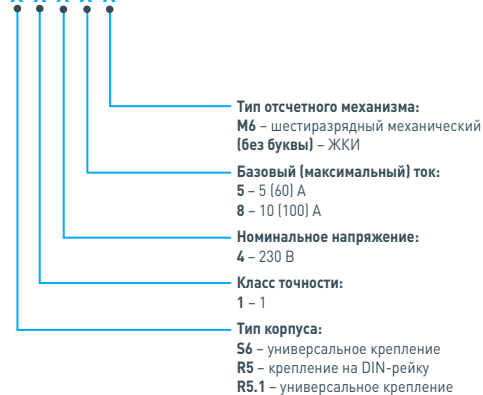 Тип отсчетного механизма:
M6 – шестиразрядный механический
(без буквы) – ЖКИ
Базовый (максимальный) ток:
5 – 5 (60) А
8 – 10 (100) А
Номинальное напряжение:
4 – 230 В
Класс точности:
1 – 1
Тип корпуса:
S6 – универсальное крепление
R5 – крепление на DIN-рейку
R5.1 – универсальное крепление